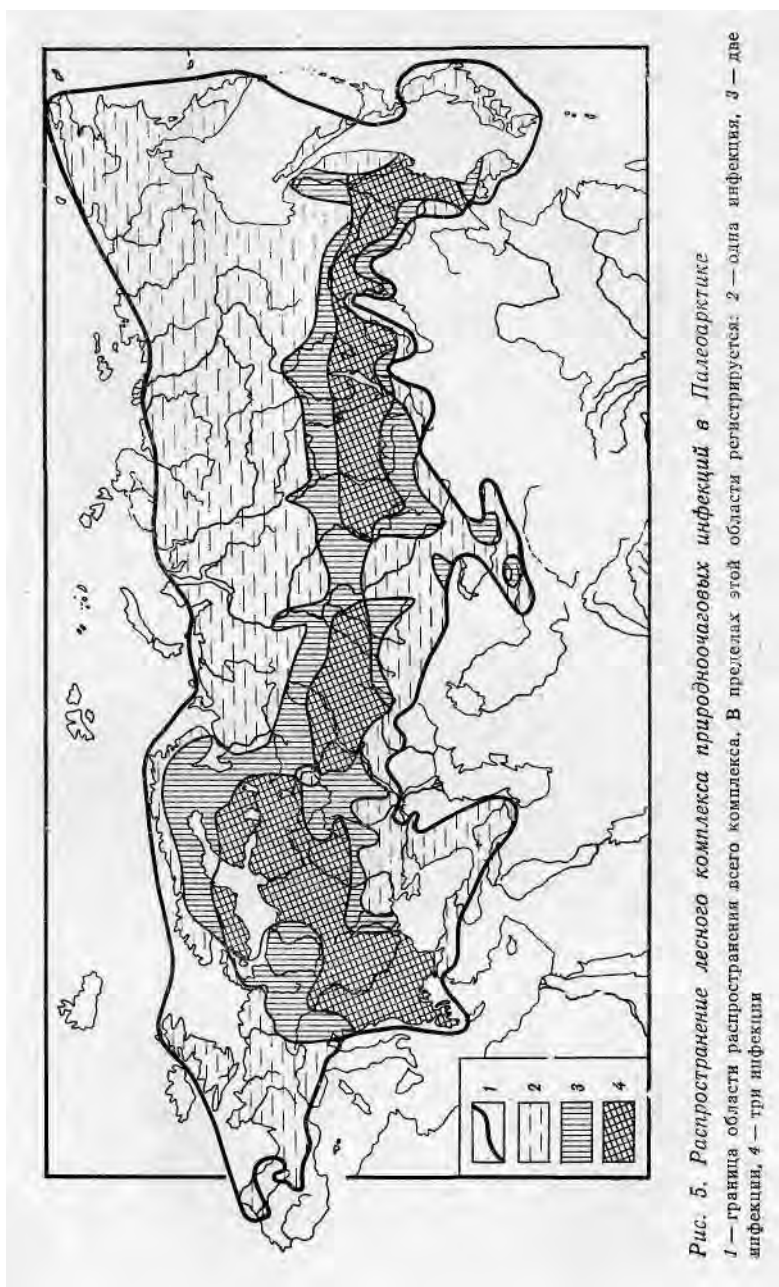 1
2
3
4
Рис. 5. Распространение лесного комплекса природноочаговых инфекций в Палеоарктике
1 — граница области распространения всего комплекса. В пределах этой области регистрируется: 2 — одна инфекция, 3 — две
инфекции, 4 — три инфекции